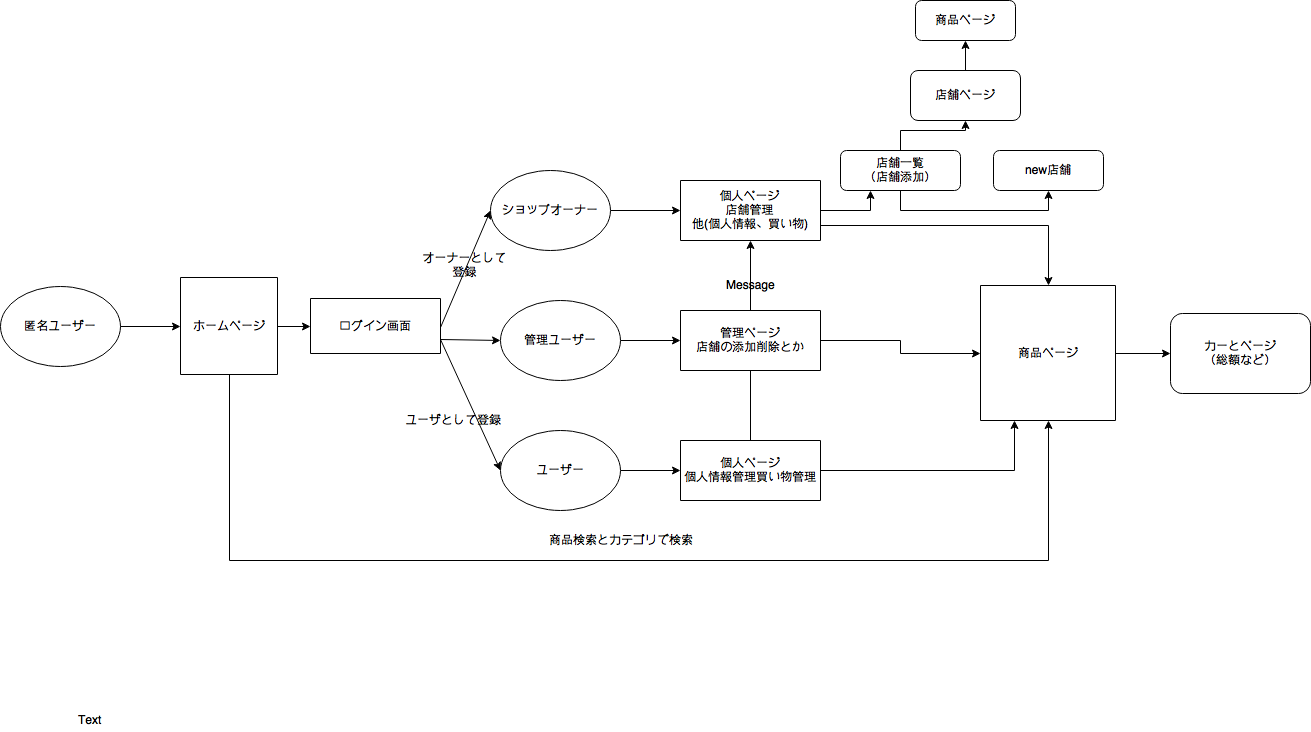 商品ページ
店舗ページ
店舗一覧
（店舗添加）
new店舗
ショップオーナー
個人ページ
店舗管理
他(個人情報、買い物)
オーナーとして
登録
Message
匿名ユーザー
ホームページ
ログイン画面
管理ユーザー
管理ページ
店舗の添加削除とか
商品ページ
カーとページ
（総額など）
ユーザとして登録
ユーザー
個人ページ
個人情報管理買い物管理
商品検索とカテゴリで検索
Text